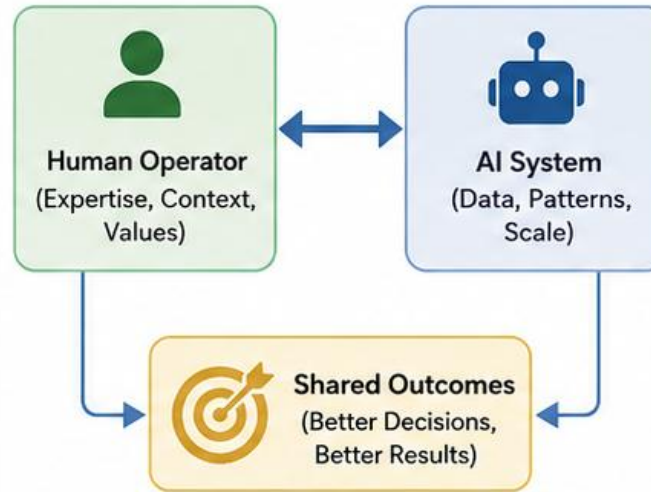 Human Operator
(Expertise, Context,
Values)
AI System
(Data, Patterns,
Scale)
Shared Outcomes
(Better Decisions,
Better Results)